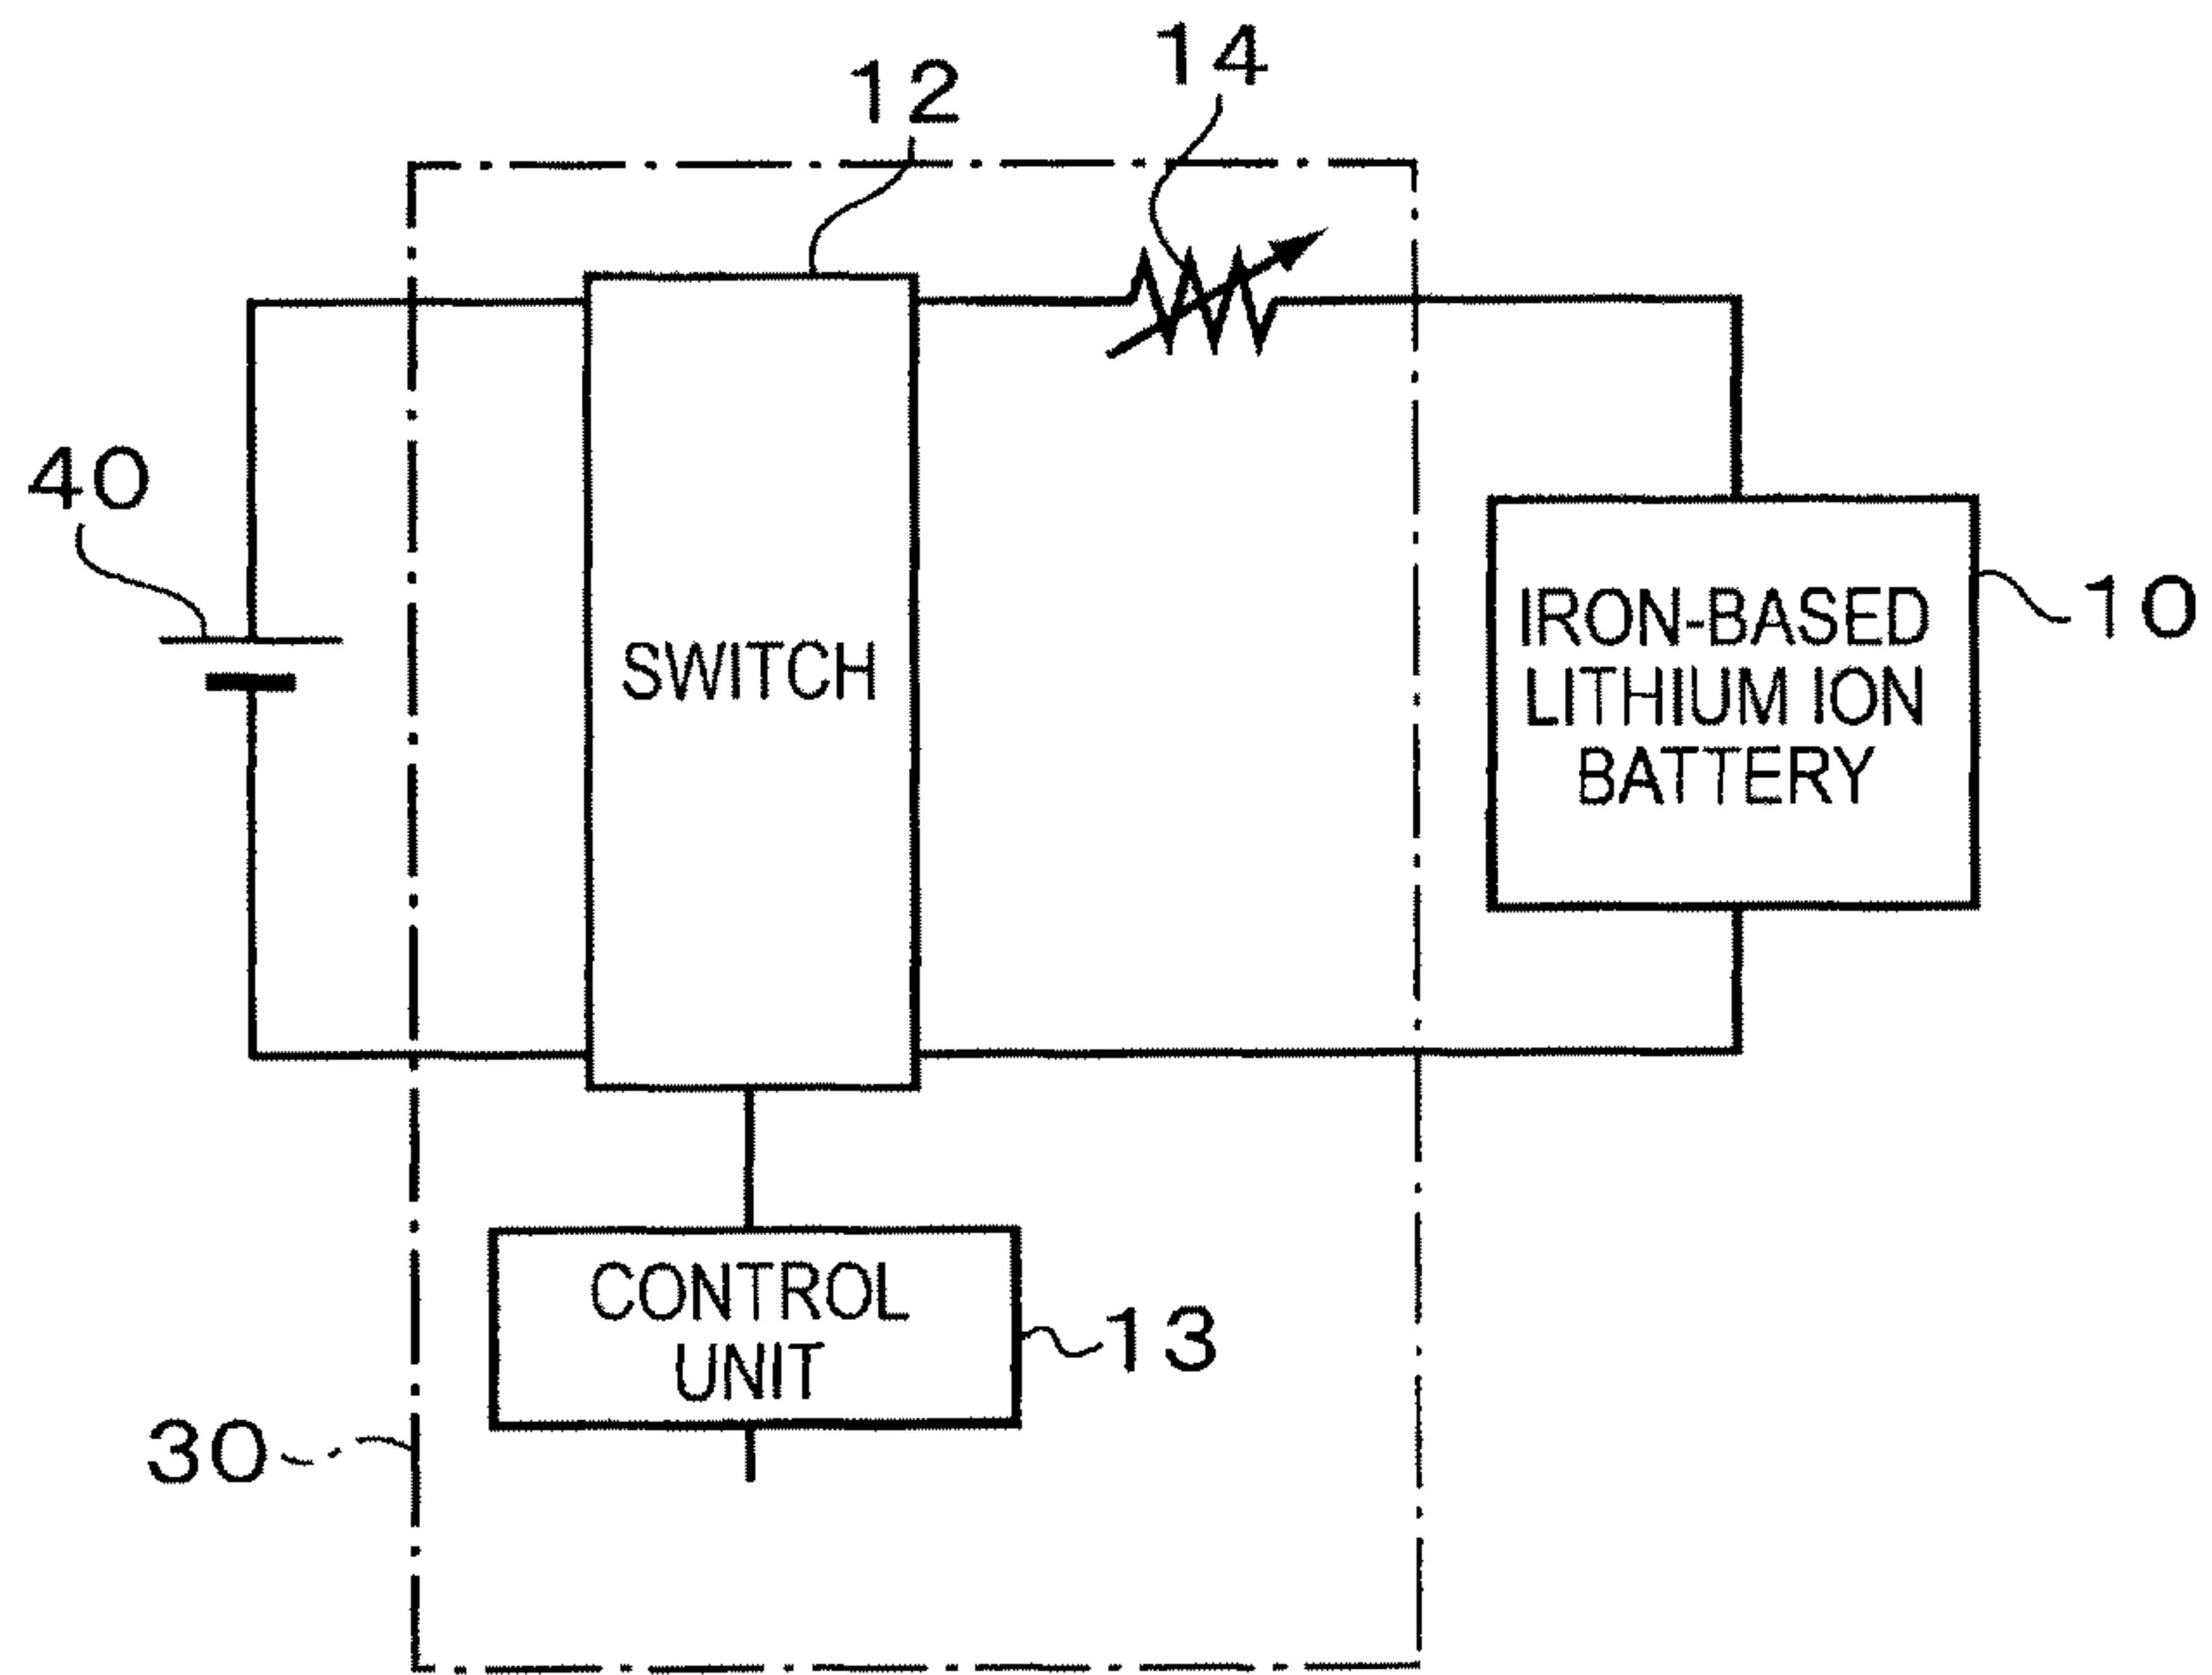 14
12
40
SWITCH
IRON-BASED
LITHIUM ION
BATTERY
10
CONTROL
UNIT
13
30